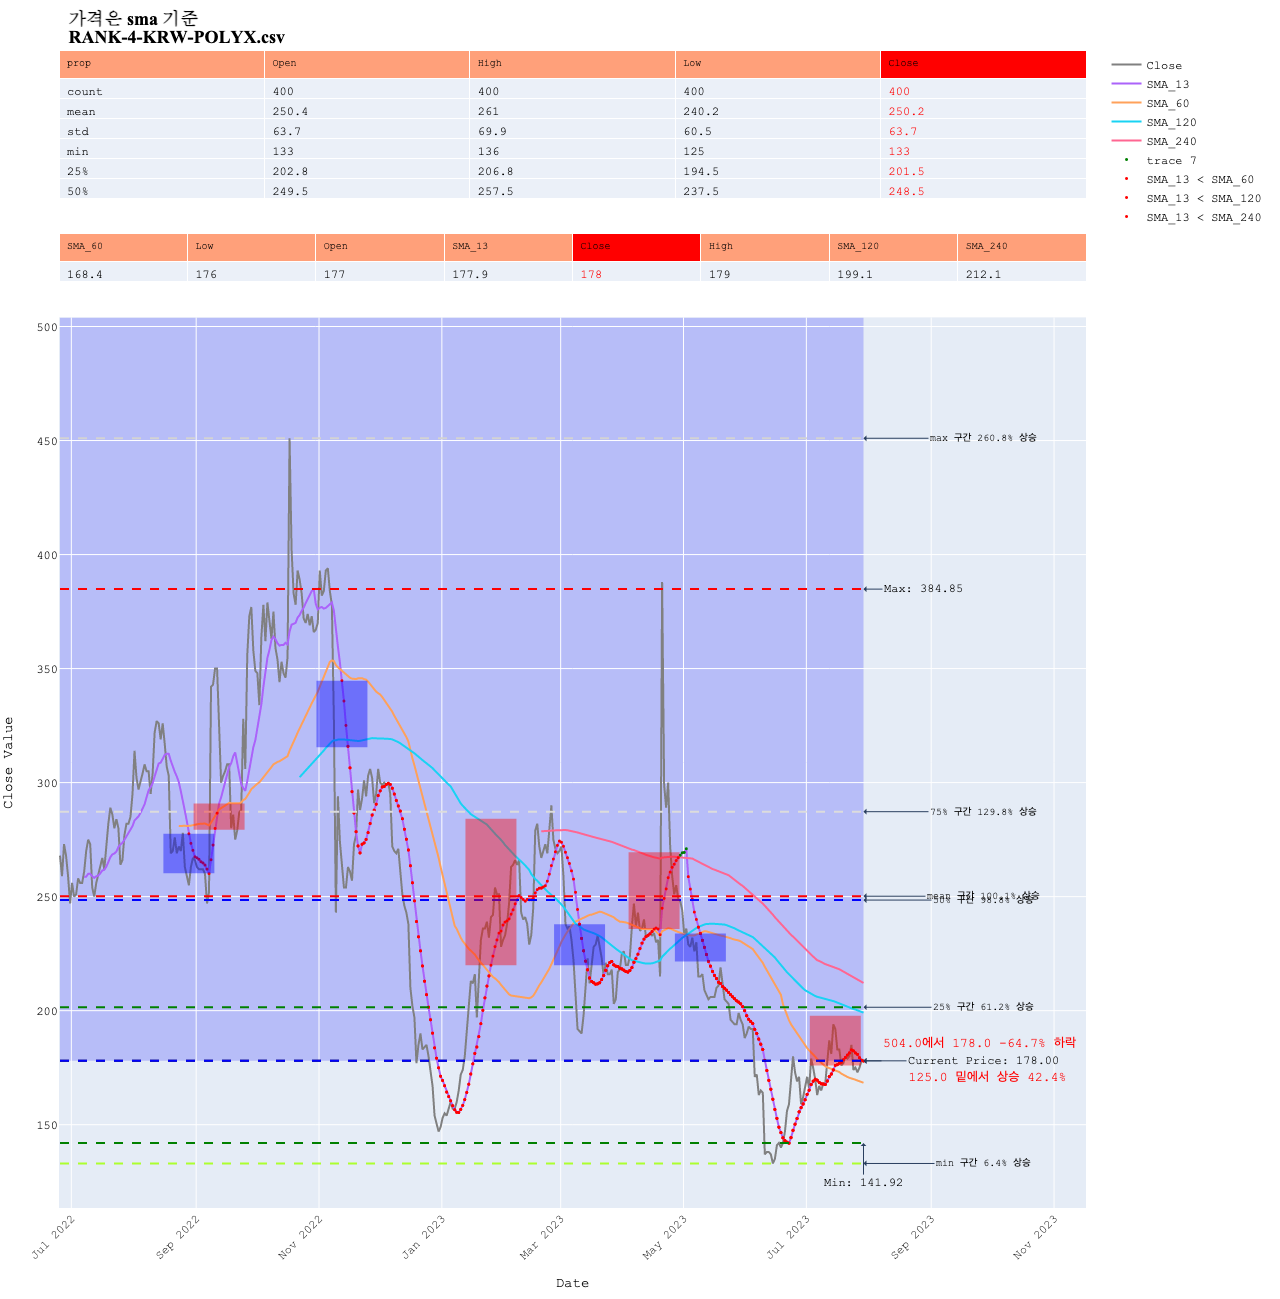 가격은 sma 기준
RANK-4-KRW-POLYX.csv
prop Open High Low Close
count 400 400 400 400
mean 250.4 261 240.2 250.2
std 63.7 69.9 60.5 63.7
min 133 136 125 133
25% 202.8 206.8 194.5 201.5
50% 249.5 257.5 237.5 248.5
SMA_60 Low Open SMA_13 Close High SMA_120 SMA_240
168.4 176 177 177.9 178 179 199.1 212.1
Close
SMA_13
SMA_60
SMA_120
SMA_240
trace 7
SMA_13 < SMA_60
SMA_13 < SMA_120
SMA_13 < SMA_240
500
450
400
350
300
250
200
150
Close Value
max 구간 260.8% 상승
Max: 384.85
75% 구간 129.8% 상승
mean 구간 100.1% 상승
50% 구간 98.8% 상승
25% 구간 61.2% 상승
504.0에서 178.0 -64.7% 하락
Current Price: 178.00
125.0 밑에서 상승 42.4%
min 구간 6.4% 상승
Min: 141.92
Jul 2022
Sep 2022
Nov 2022
Jan 2023
Mar 2023
May 2023
Jul 2023
Sep 2023
Nov 2023
Date